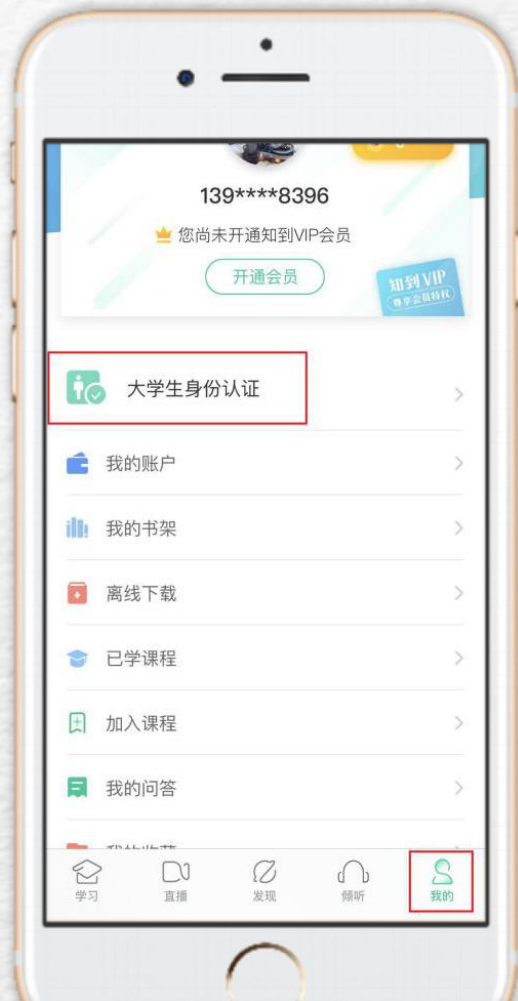 139****8396
您尚未开通知到VIP会员
开通会员
知到 VIP
尊享会员特权
大学生身份认证
我的账户
我的书架
离线下载
已学课程
加入课程
我的问答
学习
直播
发现
倾听
我的